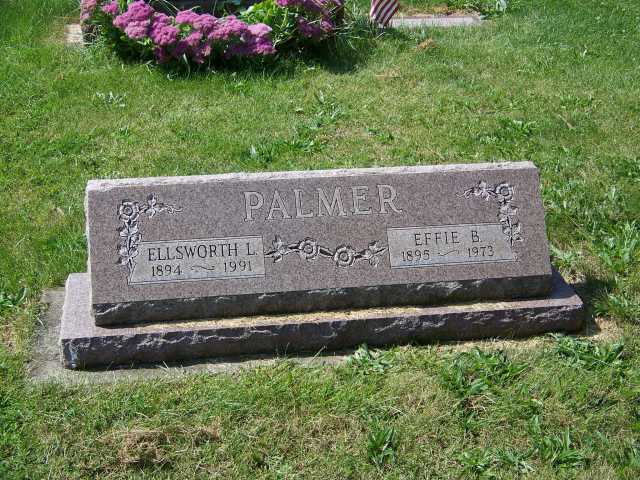 PALMER
ELLSWORTH L.
1894 ~ 1991
EFFIE B.
1895 ~ 1973